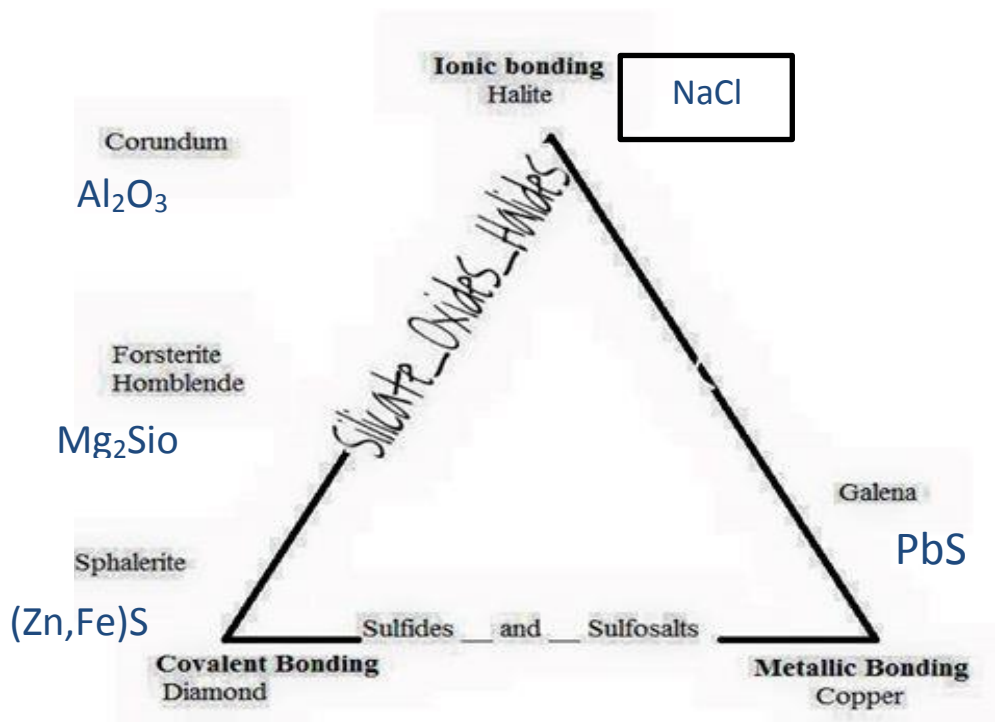 Ionic bonding
Halite
NaCl
Corundum
Al₂O₃
Silicate_Oxides_Halides
Forsterite
Homblende
Mg₂Sio
Galena
PbS
Sphalerite
(Zn,Fe)S
Sulfides __ and __ Sulfosalts
Covalent Bonding
Diamond
Metallic Bonding
Copper